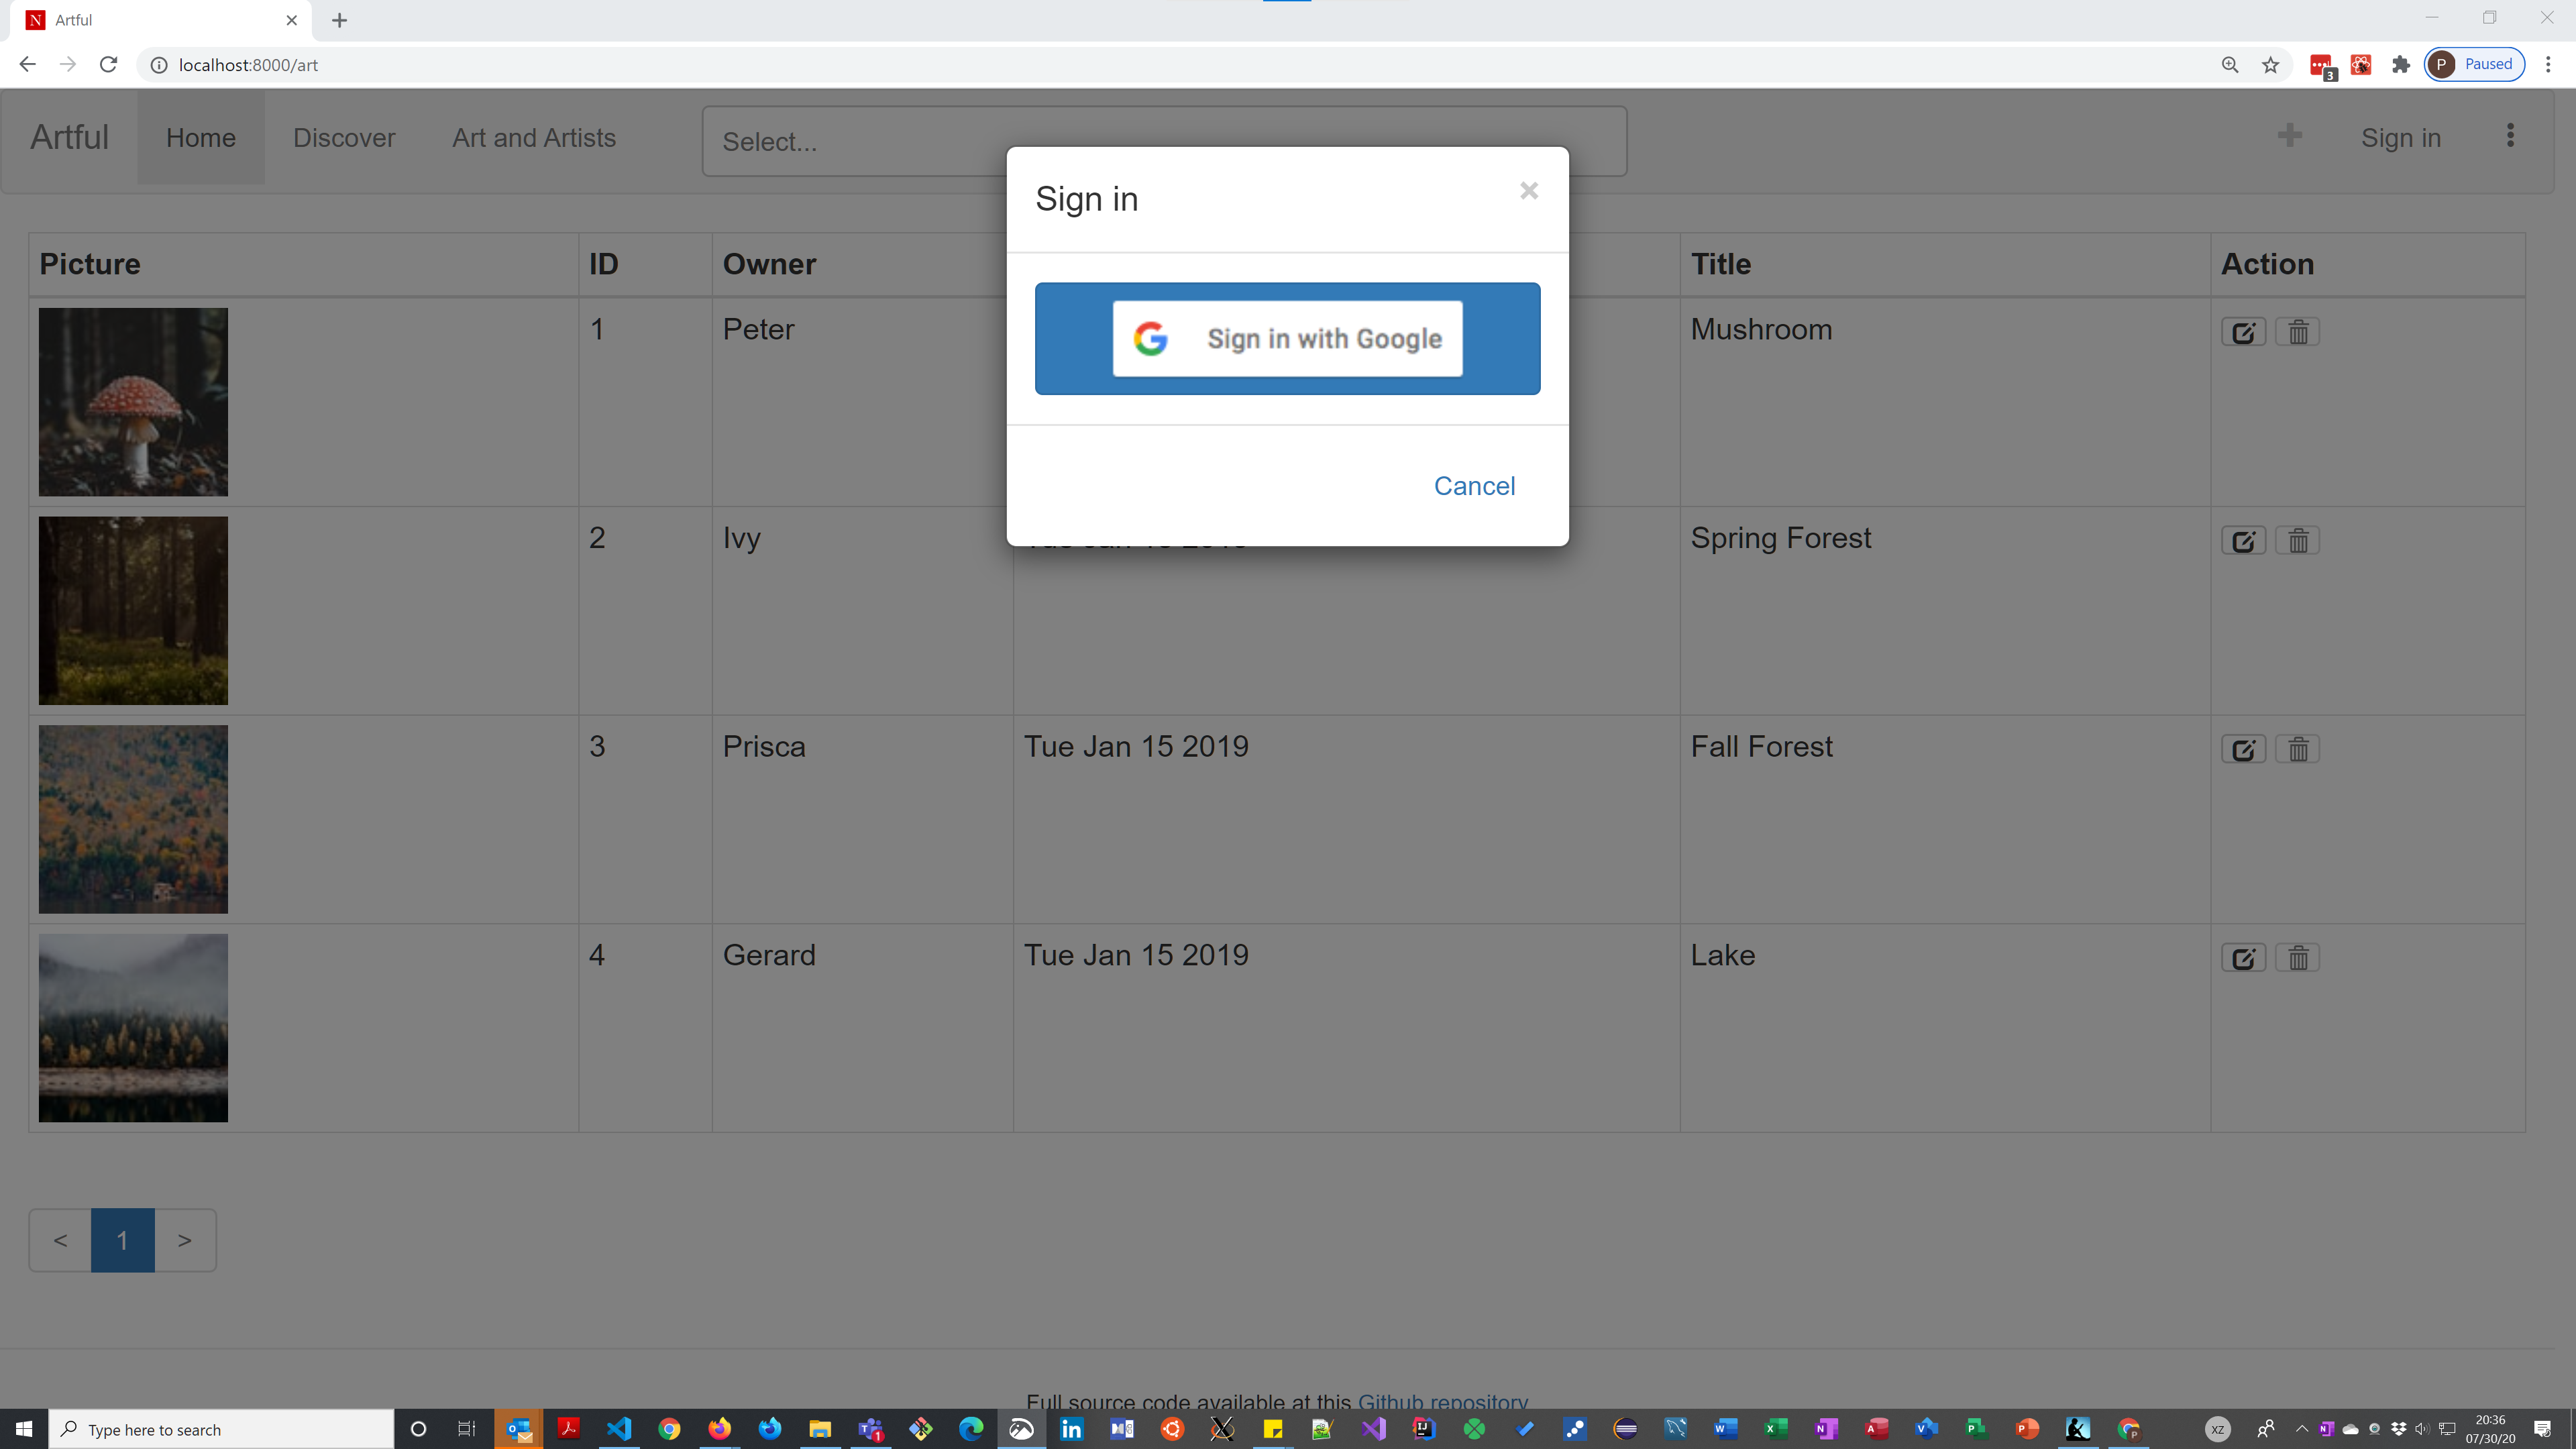 Artful
localhost:8000/art
3
P Paused
Artful Home Discover Art and Artists Select... Sign in
Sign in
×
Sign in with Google
Cancel
Picture ID Owner Title Action
1 Peter Mushroom
2 Ivy Spring Forest
3 Prisca Tue Jan 15 2019 Fall Forest
4 Gerard Tue Jan 15 2019 Lake
< 1 >
Full source code available at this Github repository
Type here to search
XZ
20:36
07/30/20